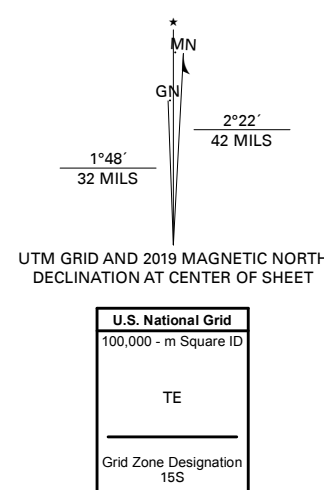 ★
MN
GN
2°22´
42 MILS
1°48´
32 MILS
UTM GRID AND 2019 MAGNETIC NORTH
DECLINATION AT CENTER OF SHEET
U.S. National Grid
100,000 - m Square ID
TE
Grid Zone Designation
15S